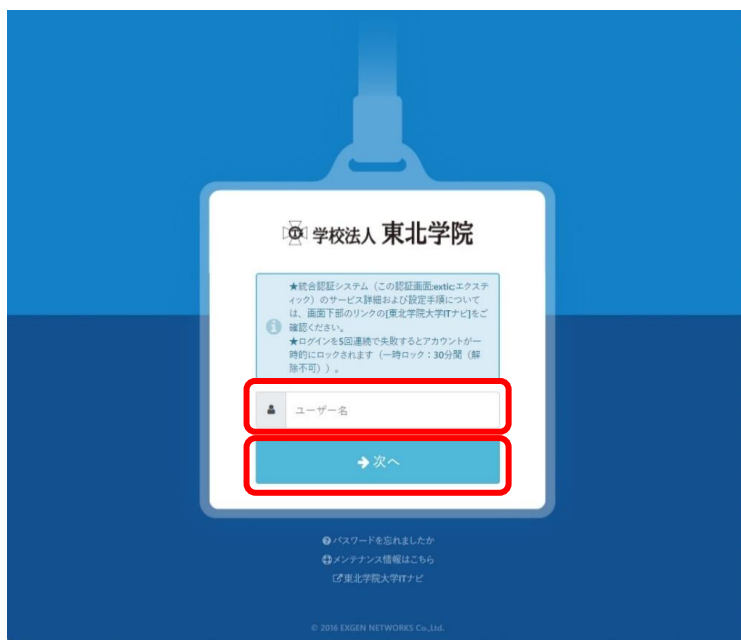 学校法人 東北学院
★統合認証システム（この認証画面:extic:エクステ
ィック）のサービス詳細および設定手順について
は、画面下部のリンクの[東北学院大学ITナビ]をご
確認ください。
★ログインを5回連続で失敗するとアカウントが一
時的にロックされます（一時ロック：30分間（解
除不可））。
ユーザー名
次へ
パスワードを忘れましたか
メンテナンス情報はこちら
東北学院大学ITナビ
© 2016 EXGEN NETWORKS Co.,Ltd.